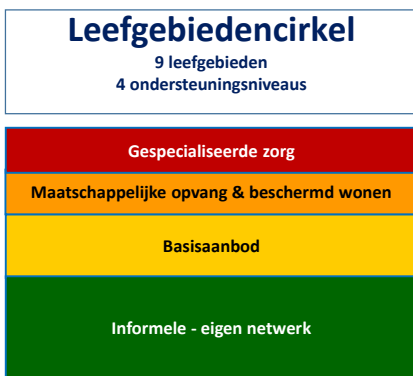 Leefgebiedencirkel
9 leefgebieden
4 ondersteuningsniveaus
Gespecialiseerde zorg
Maatschappelijke opvang & beschermd wonen
Basisaanbod
Informele - eigen netwerk